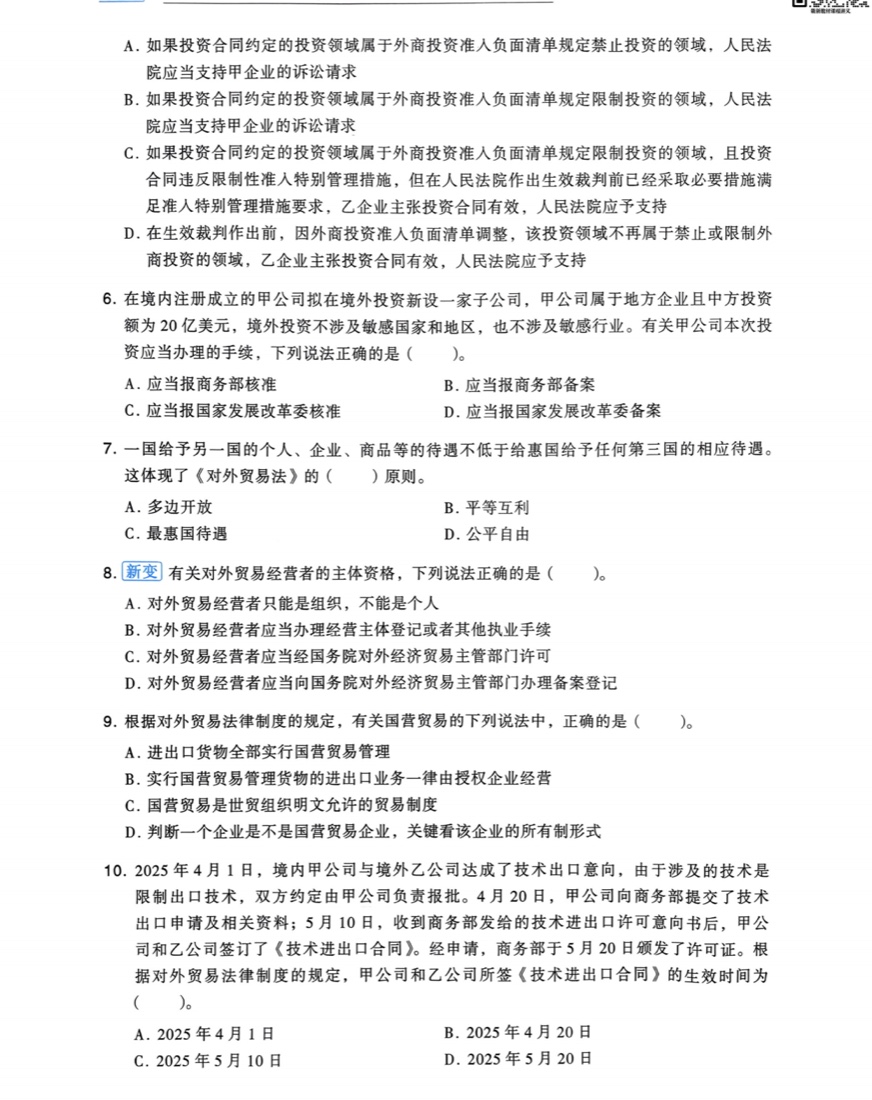 A. 如果投资合同约定的投资领域属于外商投资准入负面清单规定禁止投资的领域，人民法
院应当支持甲企业的诉讼请求
B. 如果投资合同约定的投资领域属于外商投资准入负面清单规定限制投资的领域，人民法
院应当支持甲企业的诉讼请求
C. 如果投资合同约定的投资领域属于外商投资准入负面清单规定限制投资的领域，且投资
合同违反限制性准入特别管理措施，但在人民法院作出生效裁判前已经采取必要措施满
足准入特别管理措施要求，乙企业主张投资合同有效，人民法院应予支持
D. 在生效裁判作出前，因外商投资准入负面清单调整，该投资领域不再属于禁止或限制外
商投资的领域，乙企业主张投资合同有效，人民法院应予支持
6. 在境内注册成立的甲公司拟在境外投资新设一家子公司，甲公司属于地方企业且中方投资
额为 20 亿美元，境外投资不涉及敏感国家和地区，也不涉及敏感行业。有关甲公司本次投
资应当办理的手续，下列说法正确的是（　　）。
A. 应当报商务部核准　　B. 应当报商务部备案
C. 应当报国家发展改革委核准　　D. 应当报国家发展改革委备案
7. 一国给予另一国的个人、企业、商品等的待遇不低于给惠国给予任何第三国的相应待遇。
这体现了《对外贸易法》的（　　）原则。
A. 多边开放　　B. 平等互利
C. 最惠国待遇　　D. 公平自由
8. 新变 有关对外贸易经营者的主体资格，下列说法正确的是（　　）。
A. 对外贸易经营者只能是组织，不能是个人
B. 对外贸易经营者应当办理经营主体登记或者其他执业手续
C. 对外贸易经营者应当经国务院对外经济贸易主管部门许可
D. 对外贸易经营者应当向国务院对外经济贸易主管部门办理备案登记
9. 根据对外贸易法律制度的规定，有关国营贸易的下列说法中，正确的是（　　）。
A. 进出口货物全部实行国营贸易管理
B. 实行国营贸易管理货物的进出口业务一律由授权企业经营
C. 国营贸易是世贸组织明文允许的贸易制度
D. 判断一个企业是不是国营贸易企业，关键看该企业的所有制形式
10. 2025 年 4 月 1 日，境内甲公司与境外乙公司达成了技术出口意向，由于涉及的技术是
限制出口技术，双方约定由甲公司负责报批。4 月 20 日，甲公司向商务部提交了技术
出口申请及相关资料；5 月 10 日，收到商务部发给的技术进出口许可意向书后，甲公
司和乙公司签订了《技术进出口合同》。经申请，商务部于 5 月 20 日颁发了许可证。根
据对外贸易法律制度的规定，甲公司和乙公司所签《技术进出口合同》的生效时间为
（　　）。
A. 2025 年 4 月 1 日　　B. 2025 年 4 月 20 日
C. 2025 年 5 月 10 日　　D. 2025 年 5 月 20 日